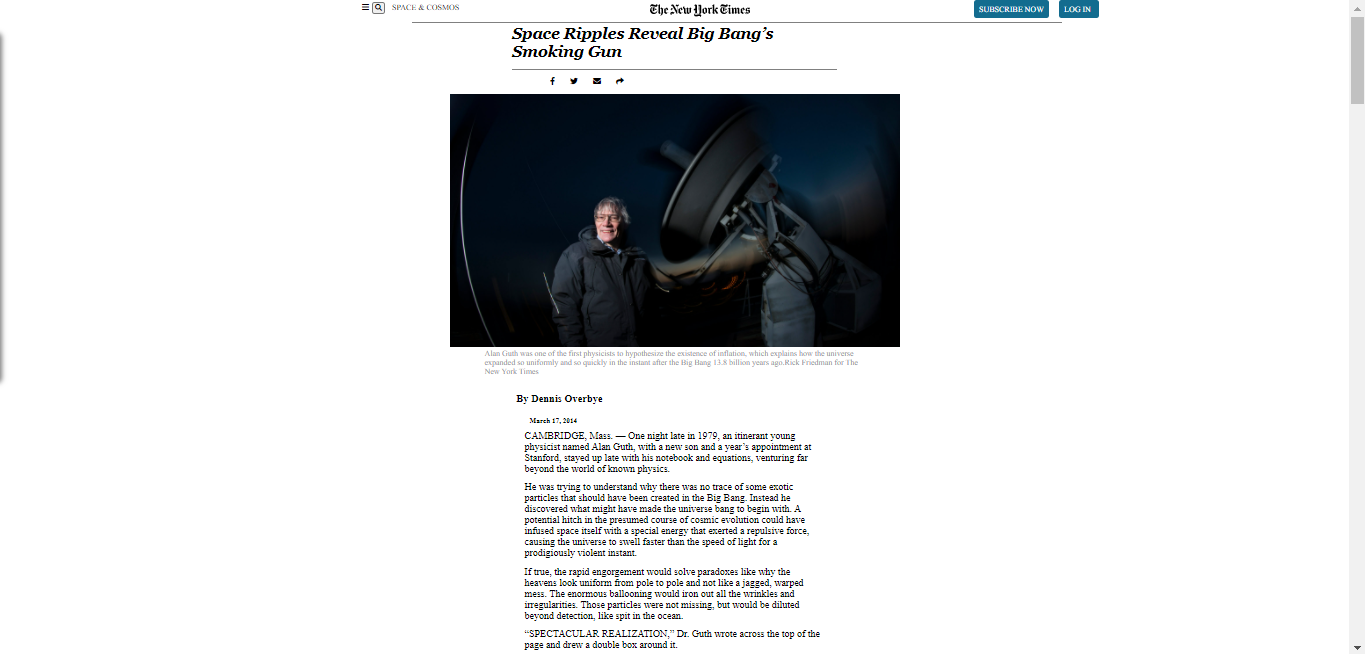 SPACE & COSMOS
The New York Times
SUBSCRIBE NOW
LOG IN
Space Ripples Reveal Big Bang’s
Smoking Gun
Alan Guth was one of the first physicists to hypothesize the existence of inflation, which explains how the universe
expanded so uniformly and so quickly in the instant after the Big Bang 13.8 billion years ago.Rick Friedman for The
New York Times
By Dennis Overbye
March 17, 2014
CAMBRIDGE, Mass. — One night late in 1979, an itinerant young
physicist named Alan Guth, with a new son and a year’s appointment at
Stanford, stayed up late with his notebook and equations, venturing far
beyond the world of known physics.
He was trying to understand why there was no trace of some exotic
particles that should have been created in the Big Bang. Instead he
discovered what might have made the universe bang to begin with. A
potential hitch in the presumed course of cosmic evolution could have
infused space itself with a special energy that exerted a repulsive force,
causing the universe to swell faster than the speed of light for a
prodigiously violent instant.
If true, the rapid engorgement would solve paradoxes like why the
heavens look uniform from pole to pole and not like a jagged, warped
mess. The enormous ballooning would iron out all the wrinkles and
irregularities. Those particles were not missing, but would be diluted
beyond detection, like spit in the ocean.
“SPECTACULAR REALIZATION,” Dr. Guth wrote across the top of the
page and drew a double box around it.